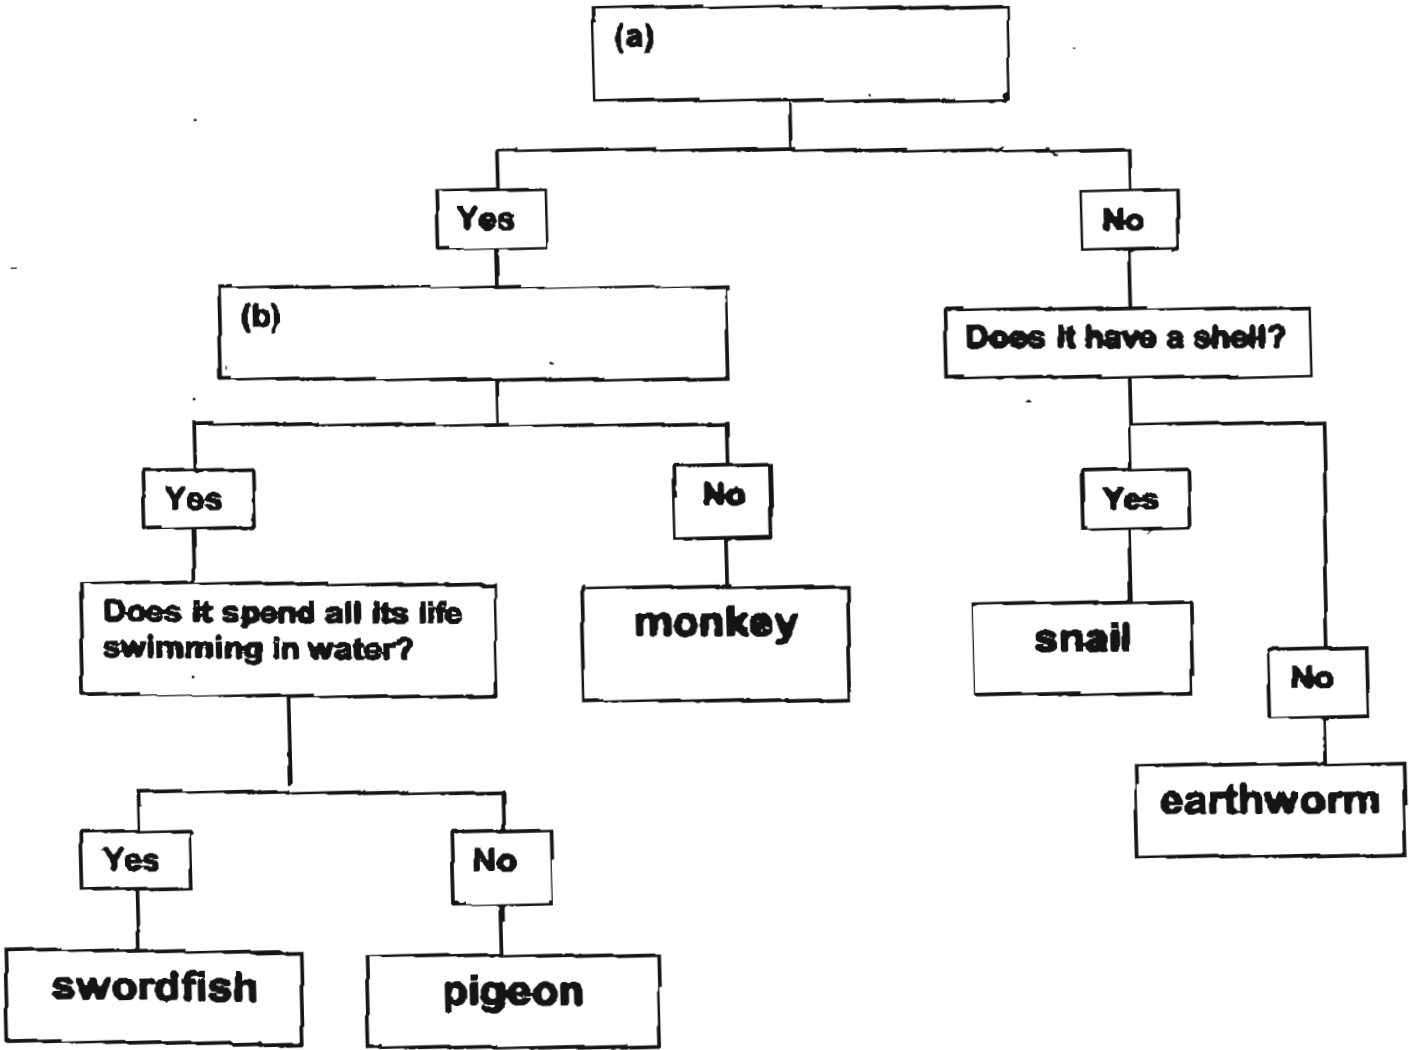 (a)
Yes
No
(b)
Does it have a shell?
Yes
No
Yes
Does it spend all its life
swimming in water?
monkey
snail
No
earthworm
Yes
No
swordfish
pigeon